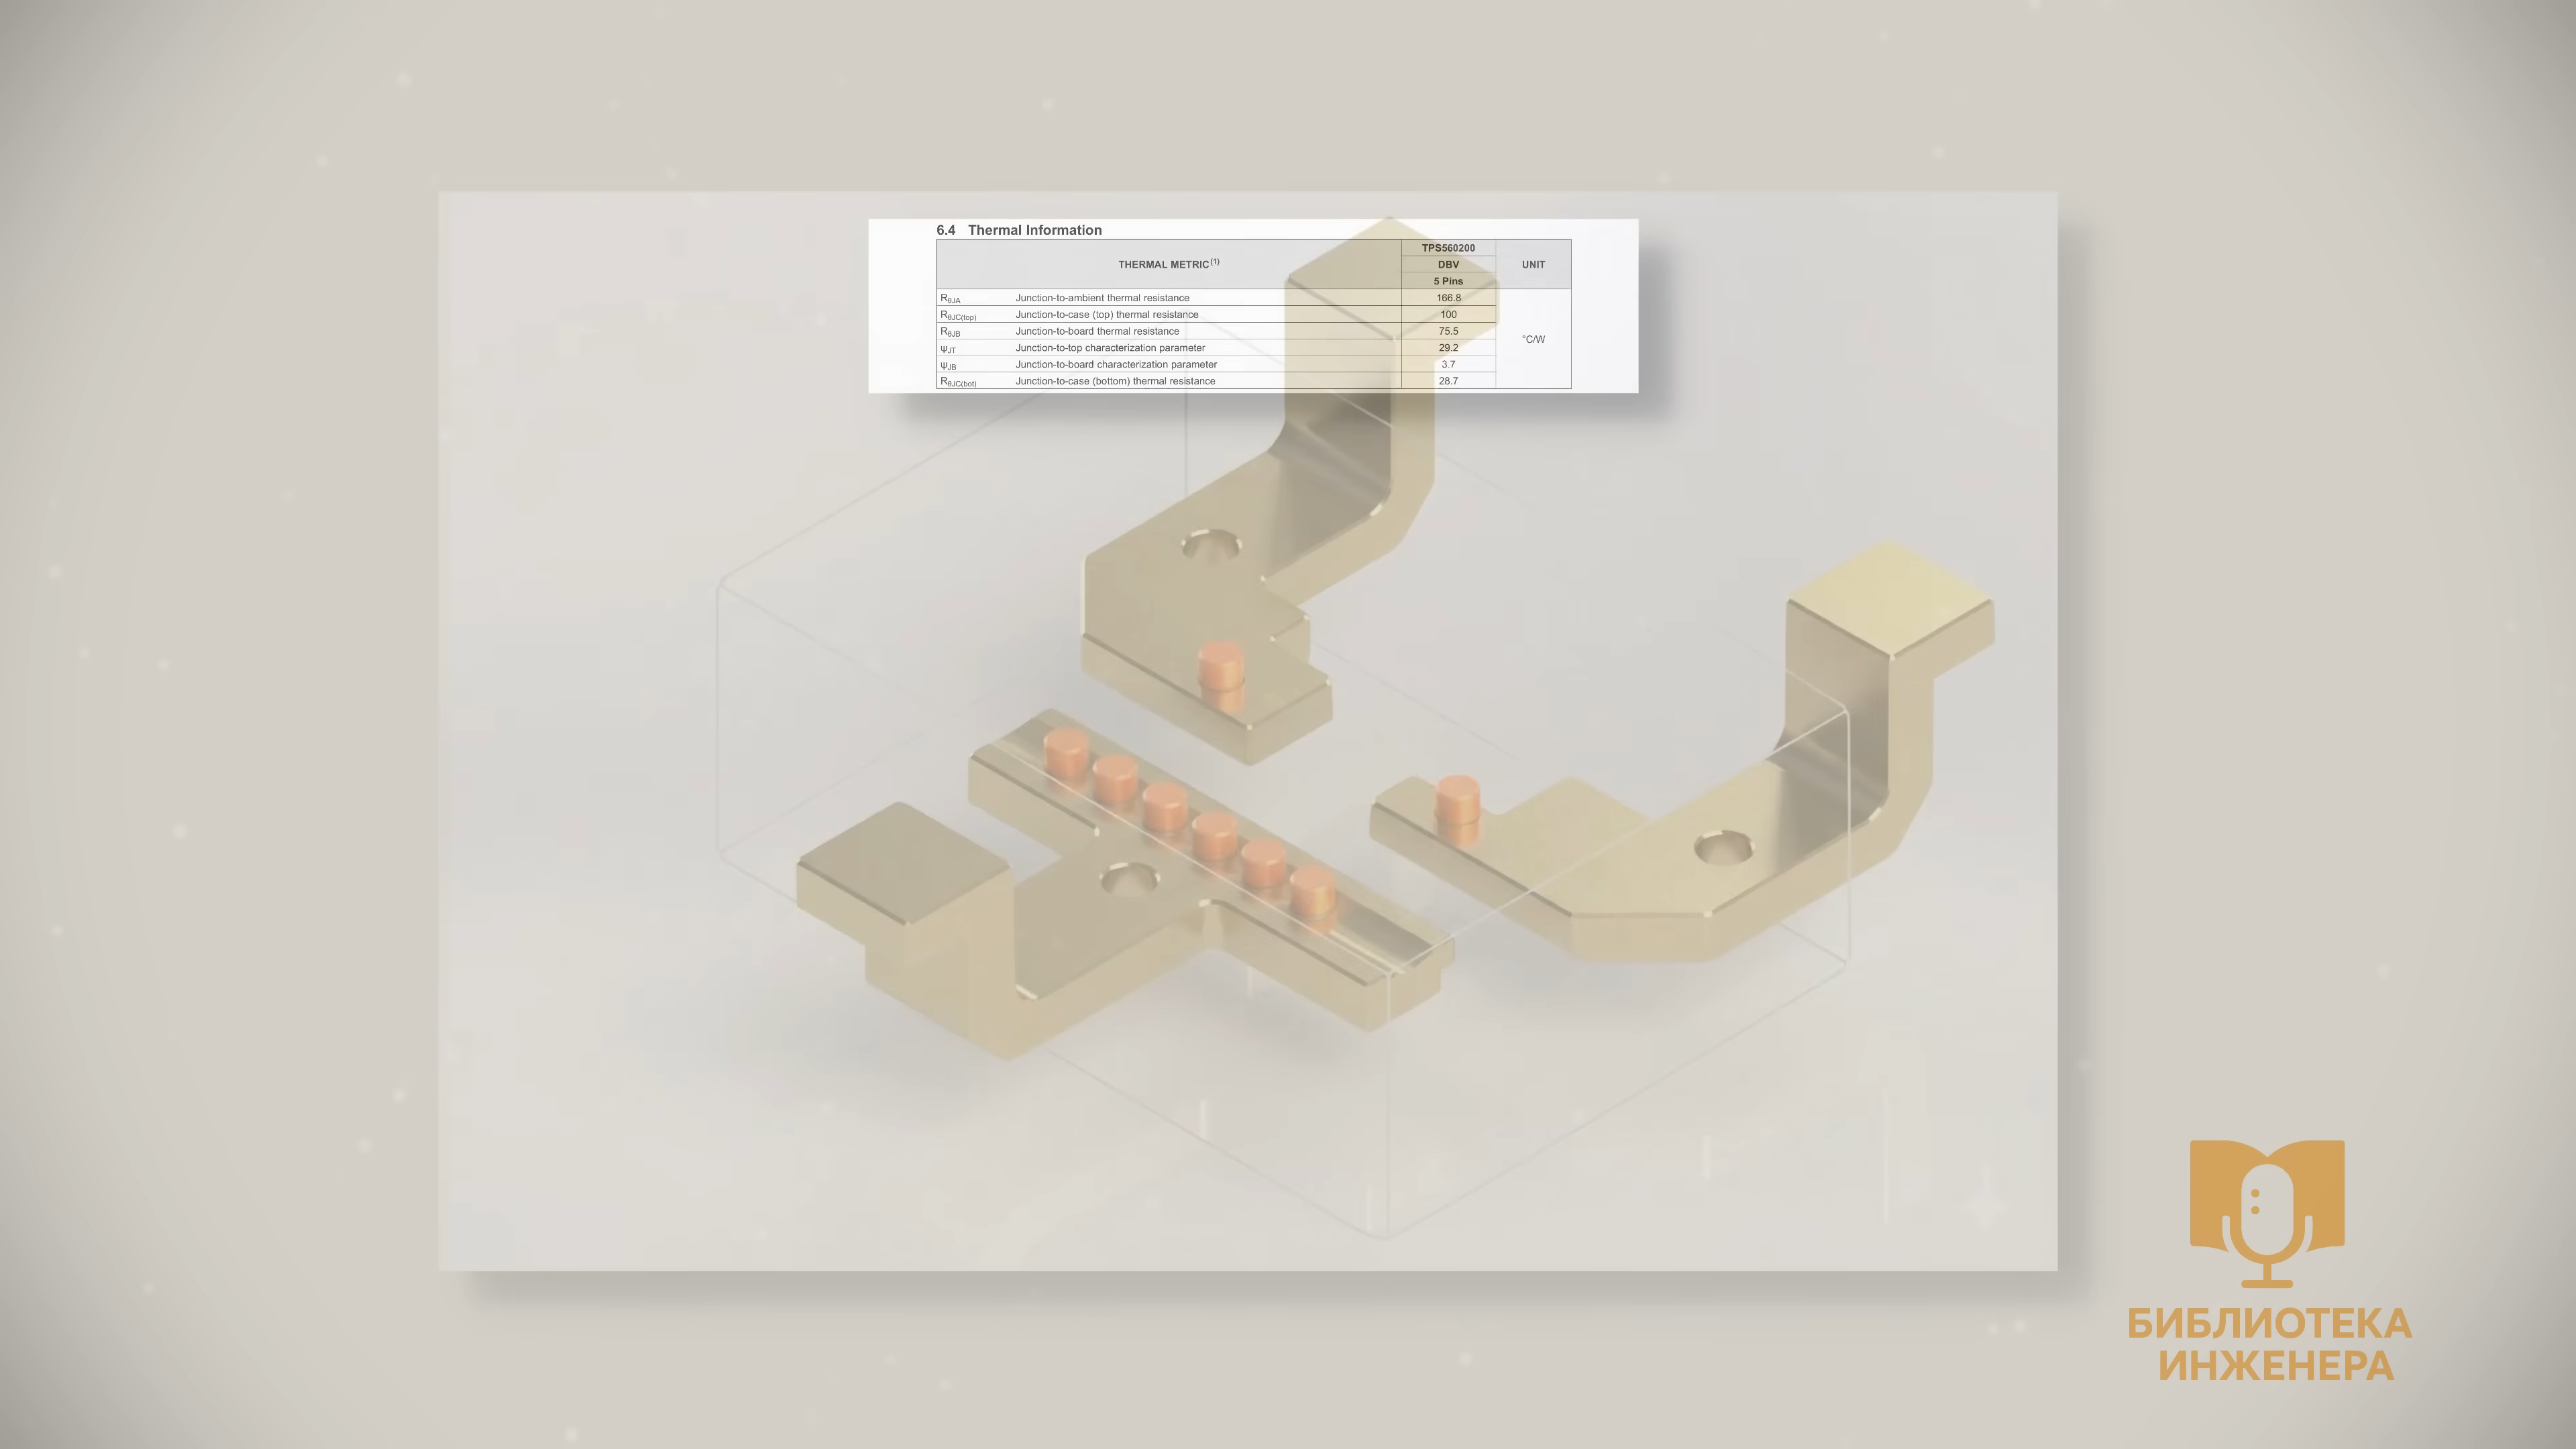 6.4 Thermal Information
THERMAL METRIC(1) TPS560200 UNIT
DBV
5 Pins
RθJA Junction-to-ambient thermal resistance 166.8 °C/W
RθJC(top) Junction-to-case (top) thermal resistance 100
RθJB Junction-to-board thermal resistance 75.5
ψJT Junction-to-top characterization parameter 29.2
ψJB Junction-to-board characterization parameter 3.7
RθJC(bot) Junction-to-case (bottom) thermal resistance 28.7
БИБЛИОТЕКА
ИНЖЕНЕРА